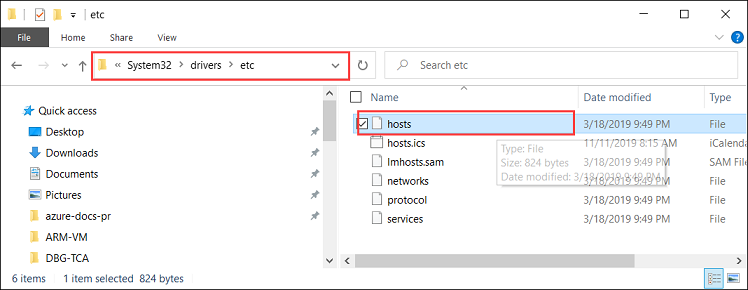 etc
File Home Share View
« System32 › drivers › etc Search etc
Name Date modified Type
Quick access
Desktop
Downloads
Documents
Pictures
azure-docs-pr
ARM-VM
DBG-TCA
hosts 3/18/2019 9:49 PM File
hosts.ics 11/11/2019 8:15 AM iCalenda
lmhosts.sam 3/18/2019 9:49 PM SAM File
networks 3/18/2019 9:49 PM File
protocol 3/18/2019 9:49 PM File
services 3/18/2019 9:49 PM File
Type: File
Size: 824 bytes
Date modified: 3/18/2019 9:49 PM
6 items 1 item selected 824 bytes